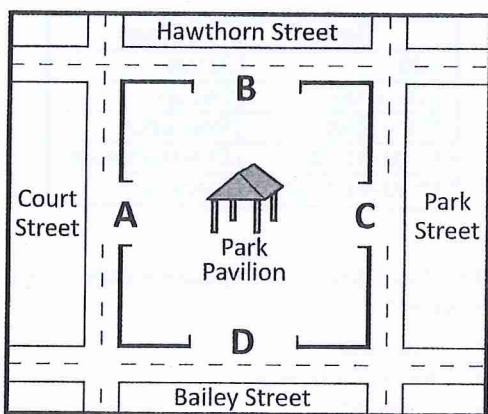 Hawthorn Street
B
Court
Street
A
C
Park
Street
Park
Pavilion
D
Bailey Street